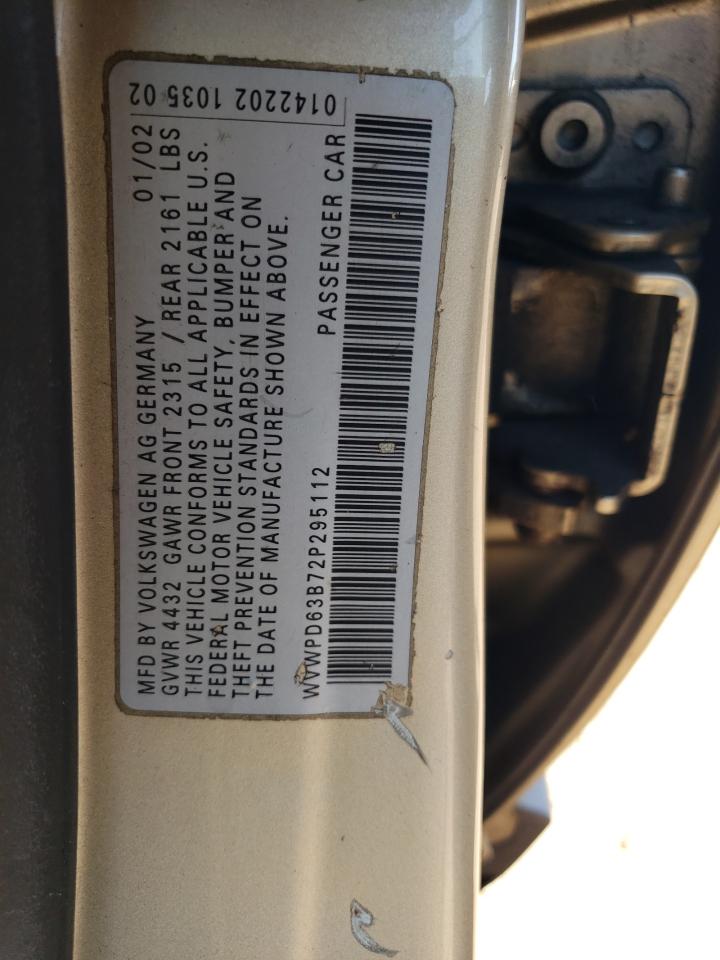 MFD BY VOLKSWAGEN AG GERMANY 01/02
GVWR 4432 GAWR FRONT 2315 / REAR 2161 LBS
THIS VEHICLE CONFORMS TO ALL APPLICABLE U.S.
FEDERAL MOTOR VEHICLE SAFETY, BUMPER AND
THEFT PREVENTION STANDARDS IN EFFECT ON
THE DATE OF MANUFACTURE SHOWN ABOVE.
WVWPD63B72P295112 PASSENGER CAR
0142202 1035 02